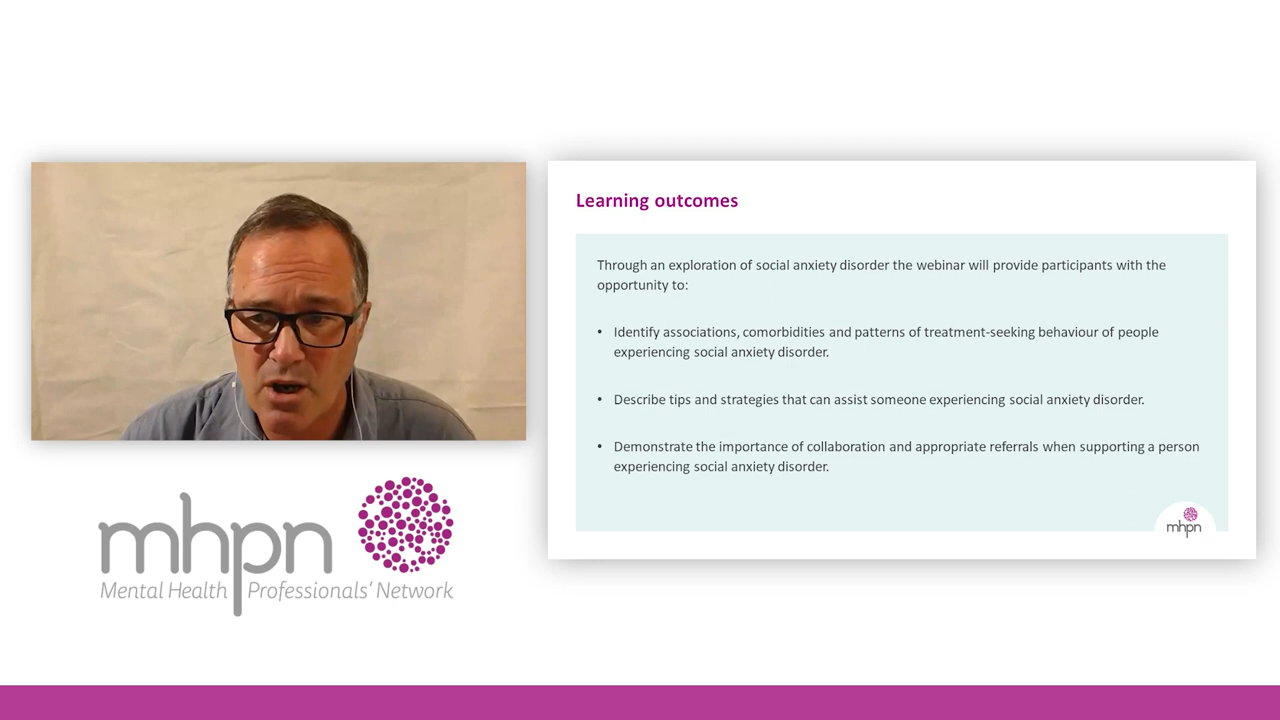 Learning outcomes
Through an exploration of social anxiety disorder the webinar will provide participants with the
opportunity to:
• Identify associations, comorbidities and patterns of treatment-seeking behaviour of people
experiencing social anxiety disorder.
• Describe tips and strategies that can assist someone experiencing social anxiety disorder.
• Demonstrate the importance of collaboration and appropriate referrals when supporting a person
experiencing social anxiety disorder.
mhpn
mhpn
Mental Health Professionals' Network